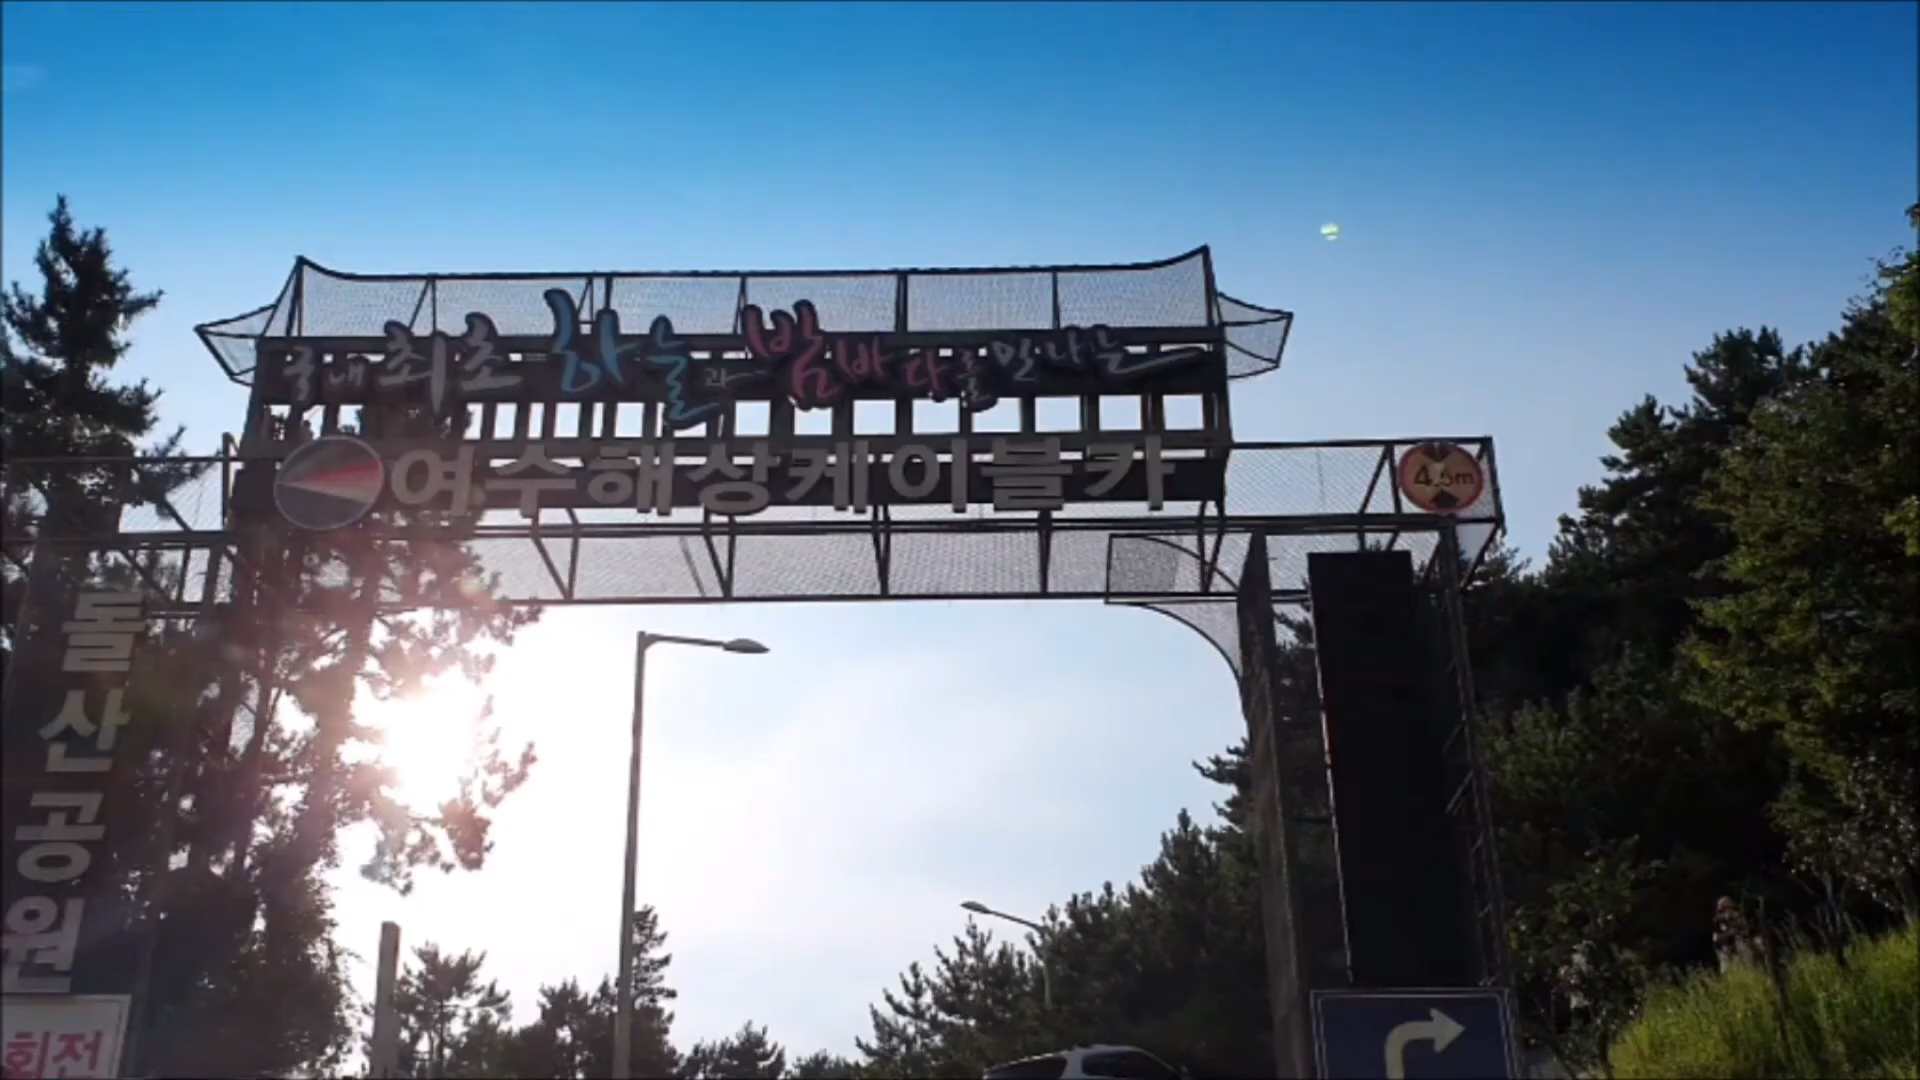 국내최초 하늘과 밤바다를 만나는
여수해상케이블카
4.5m
돌산공원
회전